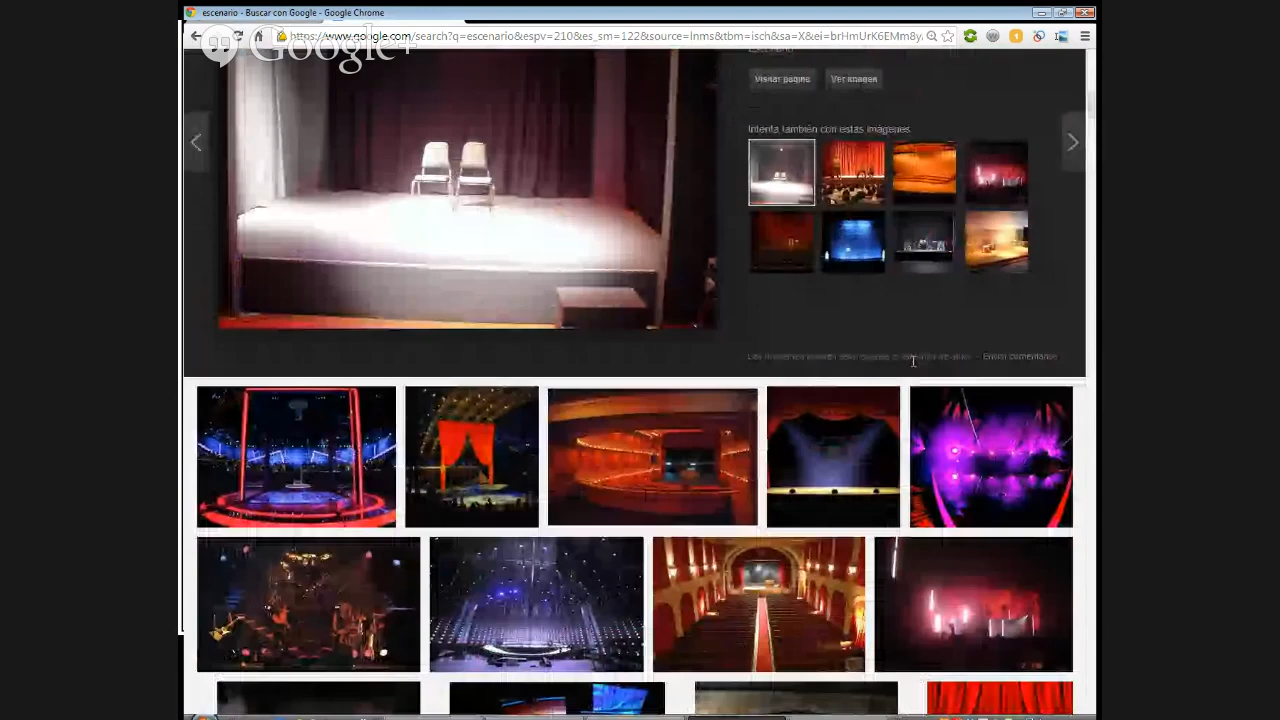 escenario - Buscar con Google - Google Chrome
https://www.google.com/search?q=escenario&espv=210&es_sm=122&source=lnms&tbm=isch&sa=X&ei=brHmUrK6EMm8y
Google+
Visitar página Ver imagen
Intenta también con estas imágenes
Enviar comentarios